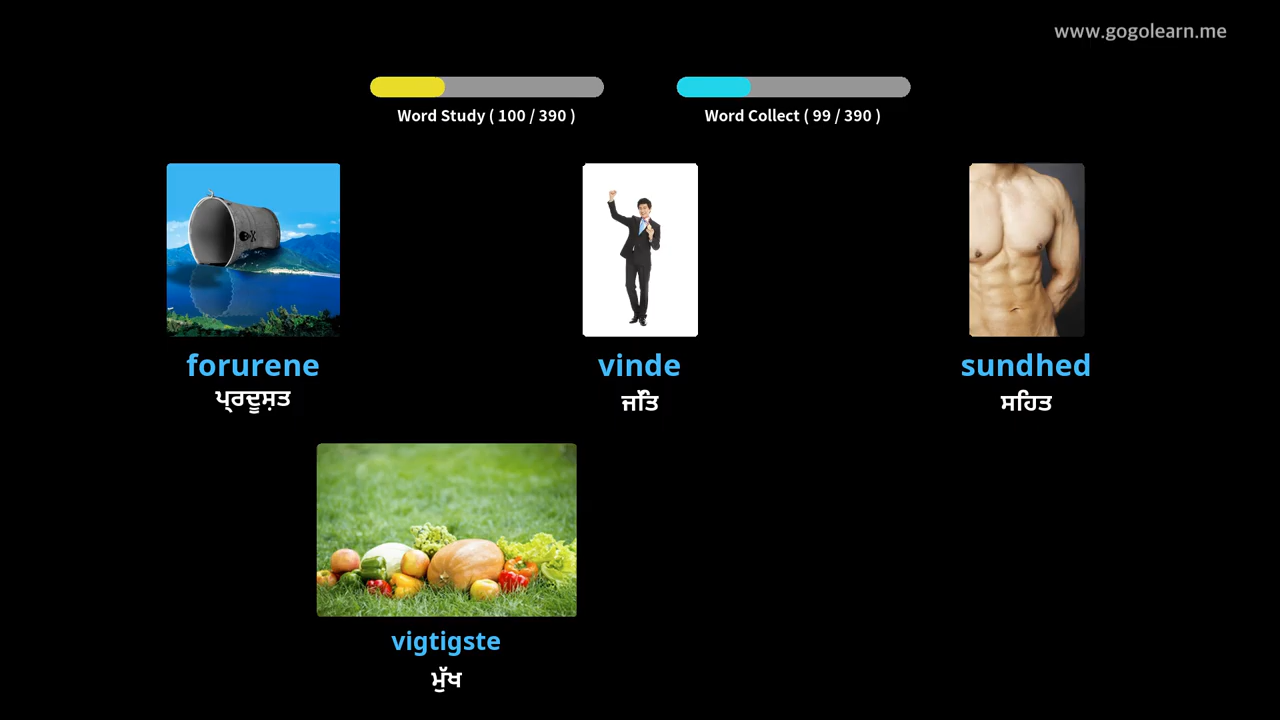 www.gogolearn.me
Word Study ( 100 / 390 )
Word Collect ( 99 / 390 )
forurene
ਪ੍ਰਦੂਸ਼ਤ
vinde
ਜਿੱਤ
sundhed
ਸਹਿਤ
vigtigste
ਮੁੱਖ